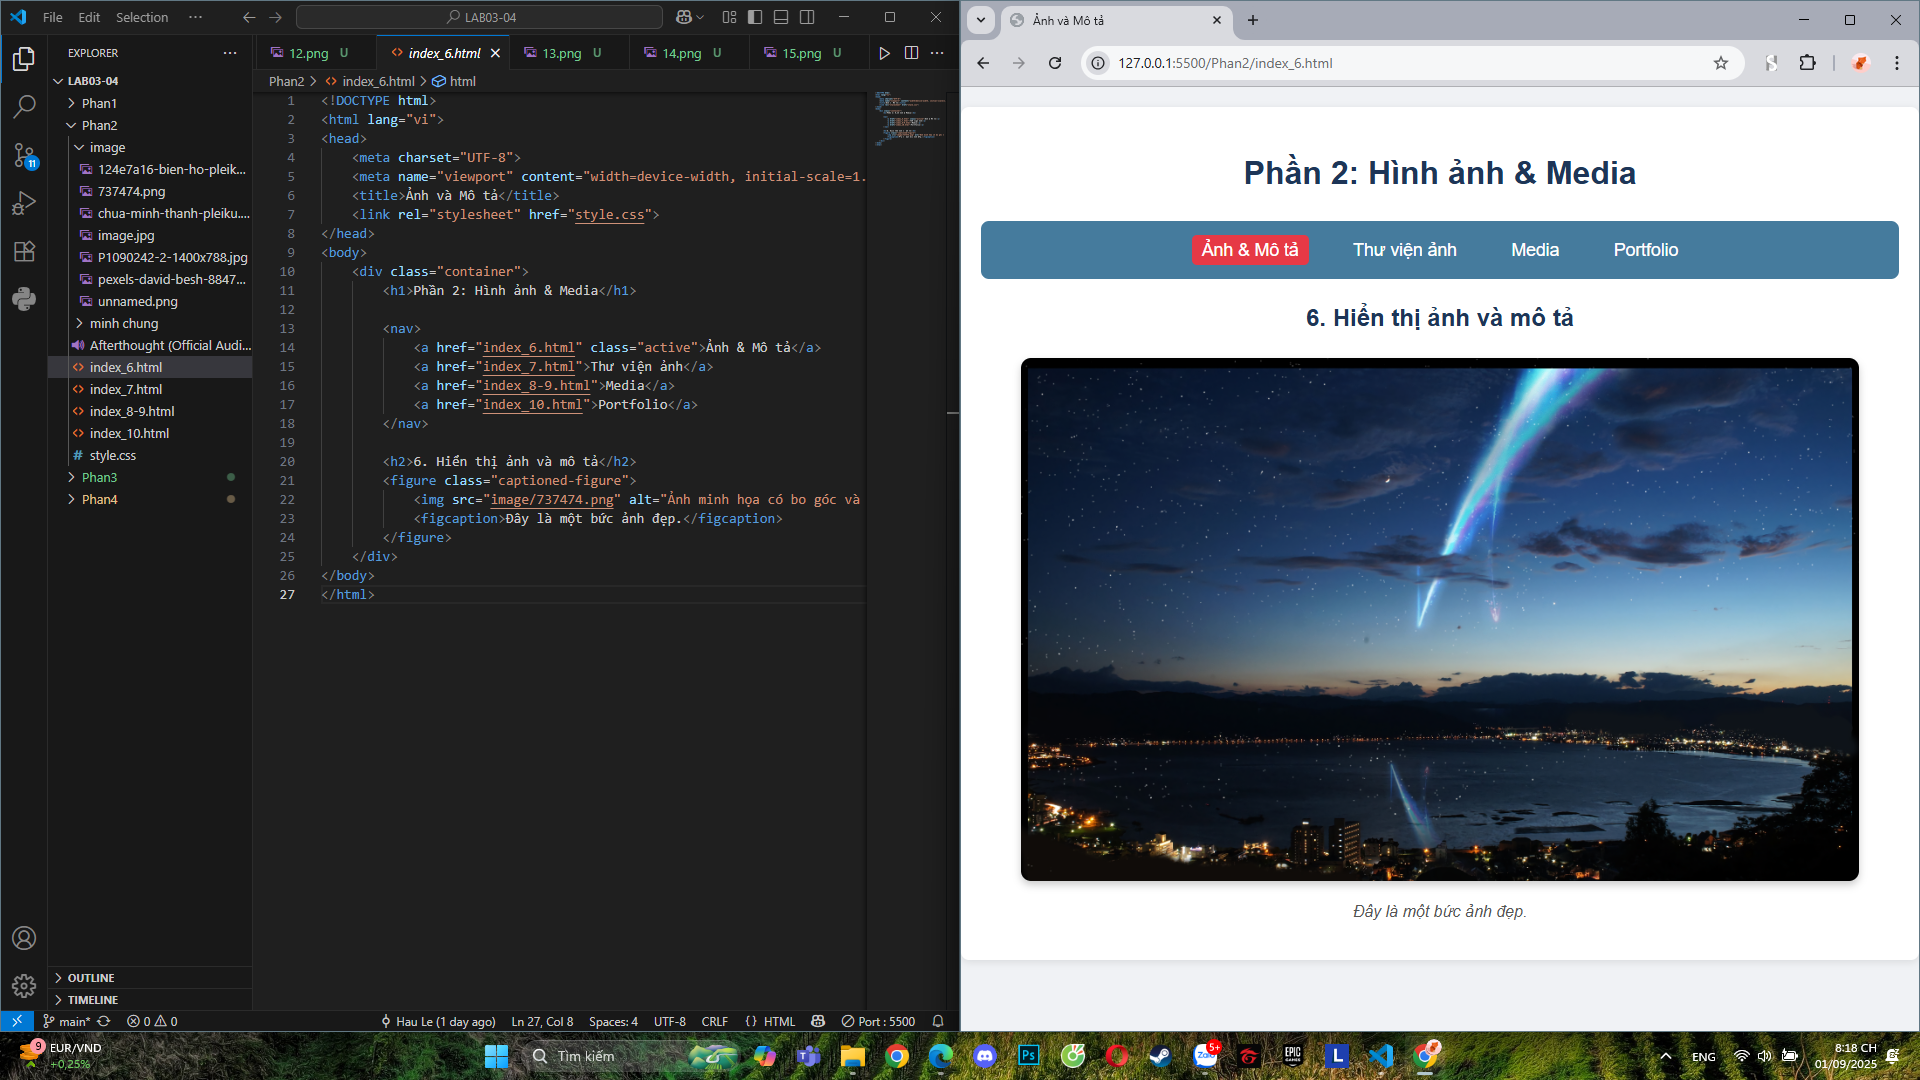 File Edit Selection ···
LAB03-04
EXPLORER
LAB03-04
Phan1
Phan2
image
124e7a16-bien-ho-pleik...
737474.png
chua-minh-thanh-pleiku....
image.jpg
P1090242-2-1400x788.jpg
pexels-david-besh-8847...
unnamed.png
minh chung
Afterthought (Official Audi...
index_6.html
index_7.html
index_8-9.html
index_10.html
style.css
Phan3
Phan4
OUTLINE
TIMELINE
11
12.png U
index_6.html
13.png U
14.png U
15.png U
Phan2 > index_6.html > html
1 <!DOCTYPE html>
2 <html lang="vi">
3 <head>
4 <meta charset="UTF-8">
5 <meta name="viewport" content="width=device-width, initial-scale=1.
6 <title>Ảnh và Mô tả</title>
7 <link rel="stylesheet" href="style.css">
8 </head>
9 <body>
10 <div class="container">
11 <h1>Phần 2: Hình ảnh & Media</h1>
12
13 <nav>
14 <a href="index_6.html" class="active">Ảnh & Mô tả</a>
15 <a href="index_7.html">Thư viện ảnh</a>
16 <a href="index_8-9.html">Media</a>
17 <a href="index_10.html">Portfolio</a>
18 </nav>
19
20 <h2>6. Hiển thị ảnh và mô tả</h2>
21 <figure class="captioned-figure">
22 <img src="image/737474.png" alt="Ảnh minh họa có bo góc và
23 <figcaption>Đây là một bức ảnh đẹp.</figcaption>
24 </figure>
25 </div>
26 </body>
27 </html>
main* 0 0
Hau Le (1 day ago) Ln 27, Col 8 Spaces: 4 UTF-8 CRLF {} HTML Port : 5500
Ảnh và Mô tả
127.0.0.1:5500/Phan2/index_6.html
Phần 2: Hình ảnh & Media
Ảnh & Mô tả Thư viện ảnh Media Portfolio
6. Hiển thị ảnh và mô tả
Đây là một bức ảnh đẹp.
9
EUR/VND
+0,25%
Tìm kiếm
Ps
Zalo
5+
EPIC
GAMES
L
ENG
8:18 CH
01/09/2025